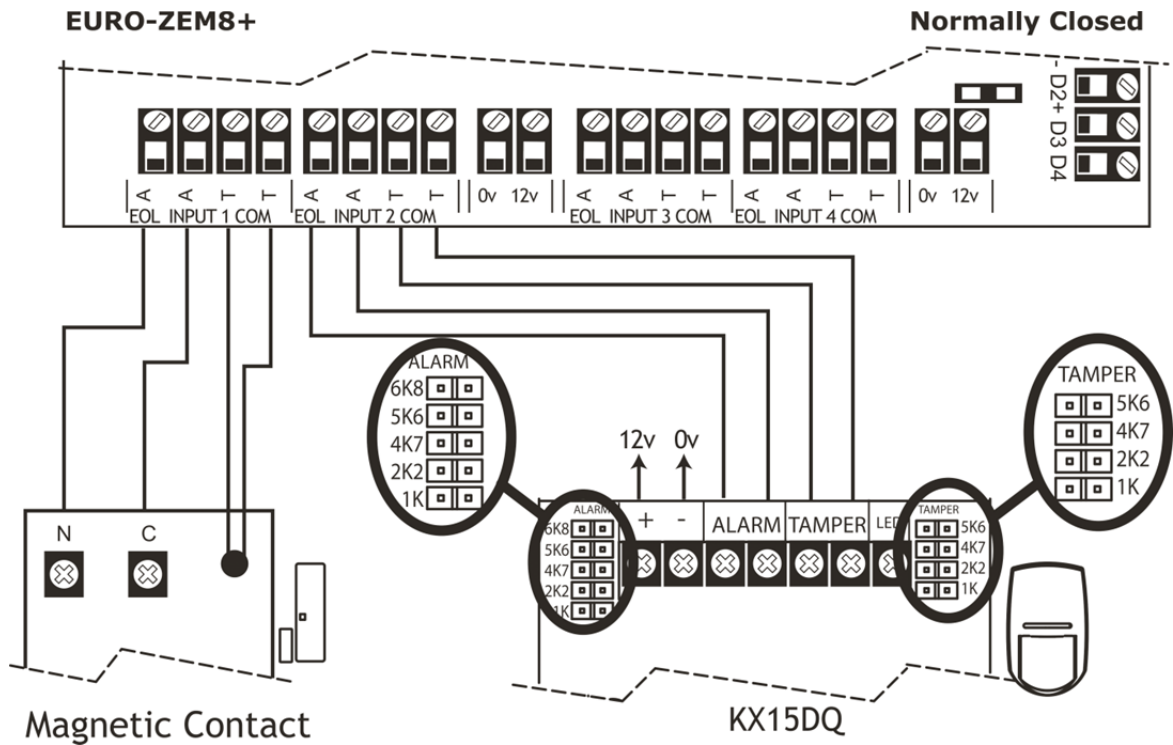 EURO-ZEM8+
Normally Closed
- D2+ D3 D4
A A T T A A T T 0v 12v A A T T A A T T 0v 12v
EOL INPUT 1 COM EOL INPUT 2 COM EOL INPUT 3 COM EOL INPUT 4 COM
ALARM
6K8
5K6
4K7
2K2
1K
TAMPER
5K6
4K7
2K2
1K
12v 0v
N C
ALARM
6K8
5K6
4K7
2K2
1K
+ - ALARM TAMPER LED
TAMPER
5K6
4K7
2K2
1K
Magnetic Contact
KX15DQ